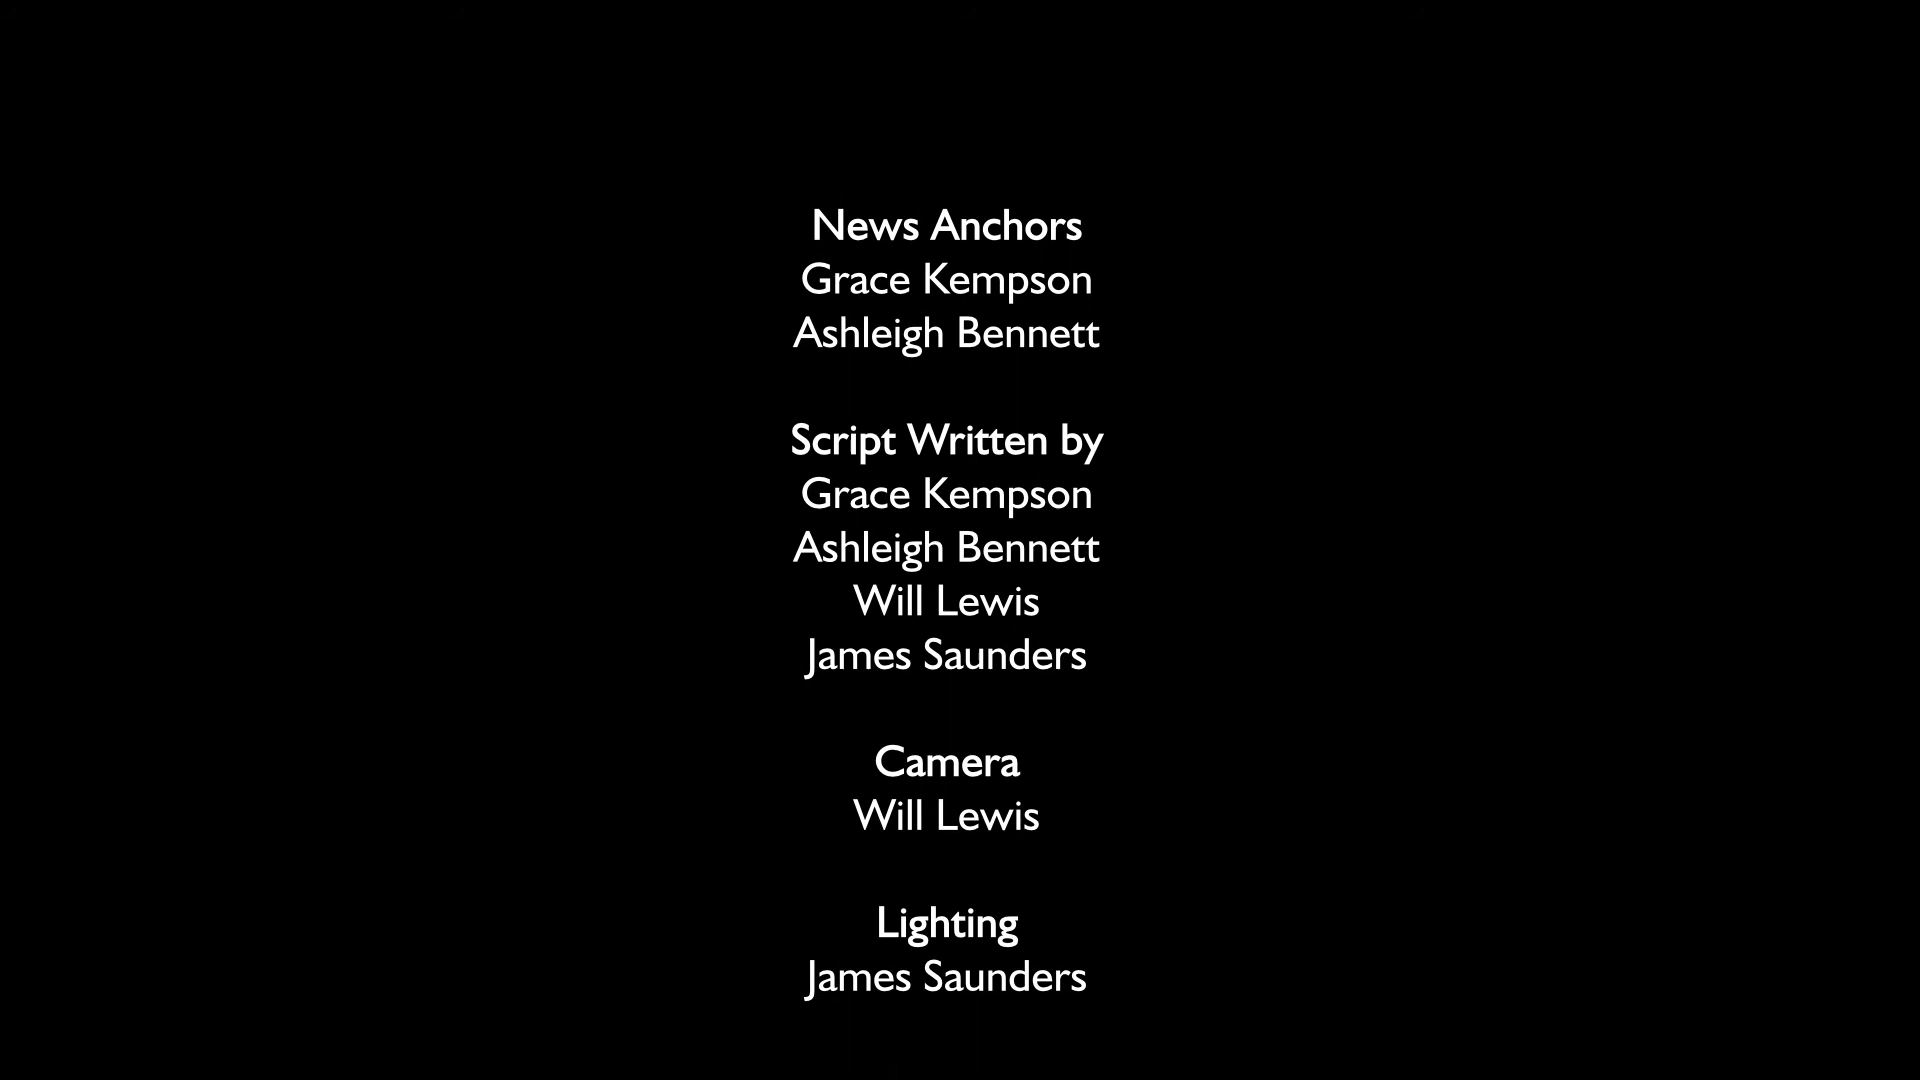 News Anchors
Grace Kempson
Ashleigh Bennett
Script Written by
Grace Kempson
Ashleigh Bennett
Will Lewis
James Saunders
Camera
Will Lewis
Lighting
James Saunders